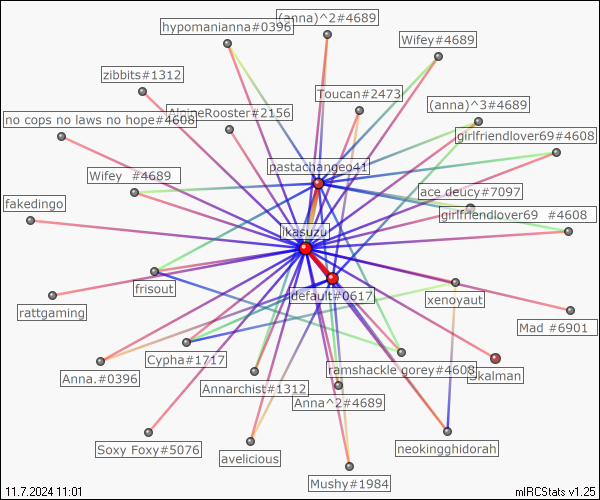 (anna)^2#4689
hypomanianna#0396
Wifey#4689
zibbits#1312
Toucan#2473
(anna)^3#4689
AlpineRooster#2156
no cops no laws no hope#4608
girlfriendlover69#4608
pastachangeo41
Wifey #4689
ace deucy#7097
fakedingo
girlfriendlover69 #4608
ikasuzu
frisout
default#0617
xenoyaut
rattgaming
Mad #6901
Cypha#1717
ramshackle gorey#4608
Skalman
Anna.#0396
Annarchist#1312
Anna^2#4689
Soxy Foxy#5076
neokingghidorah
avelicious
Mushy#1984
11.7.2024 11:01
mIRCStats v1.25